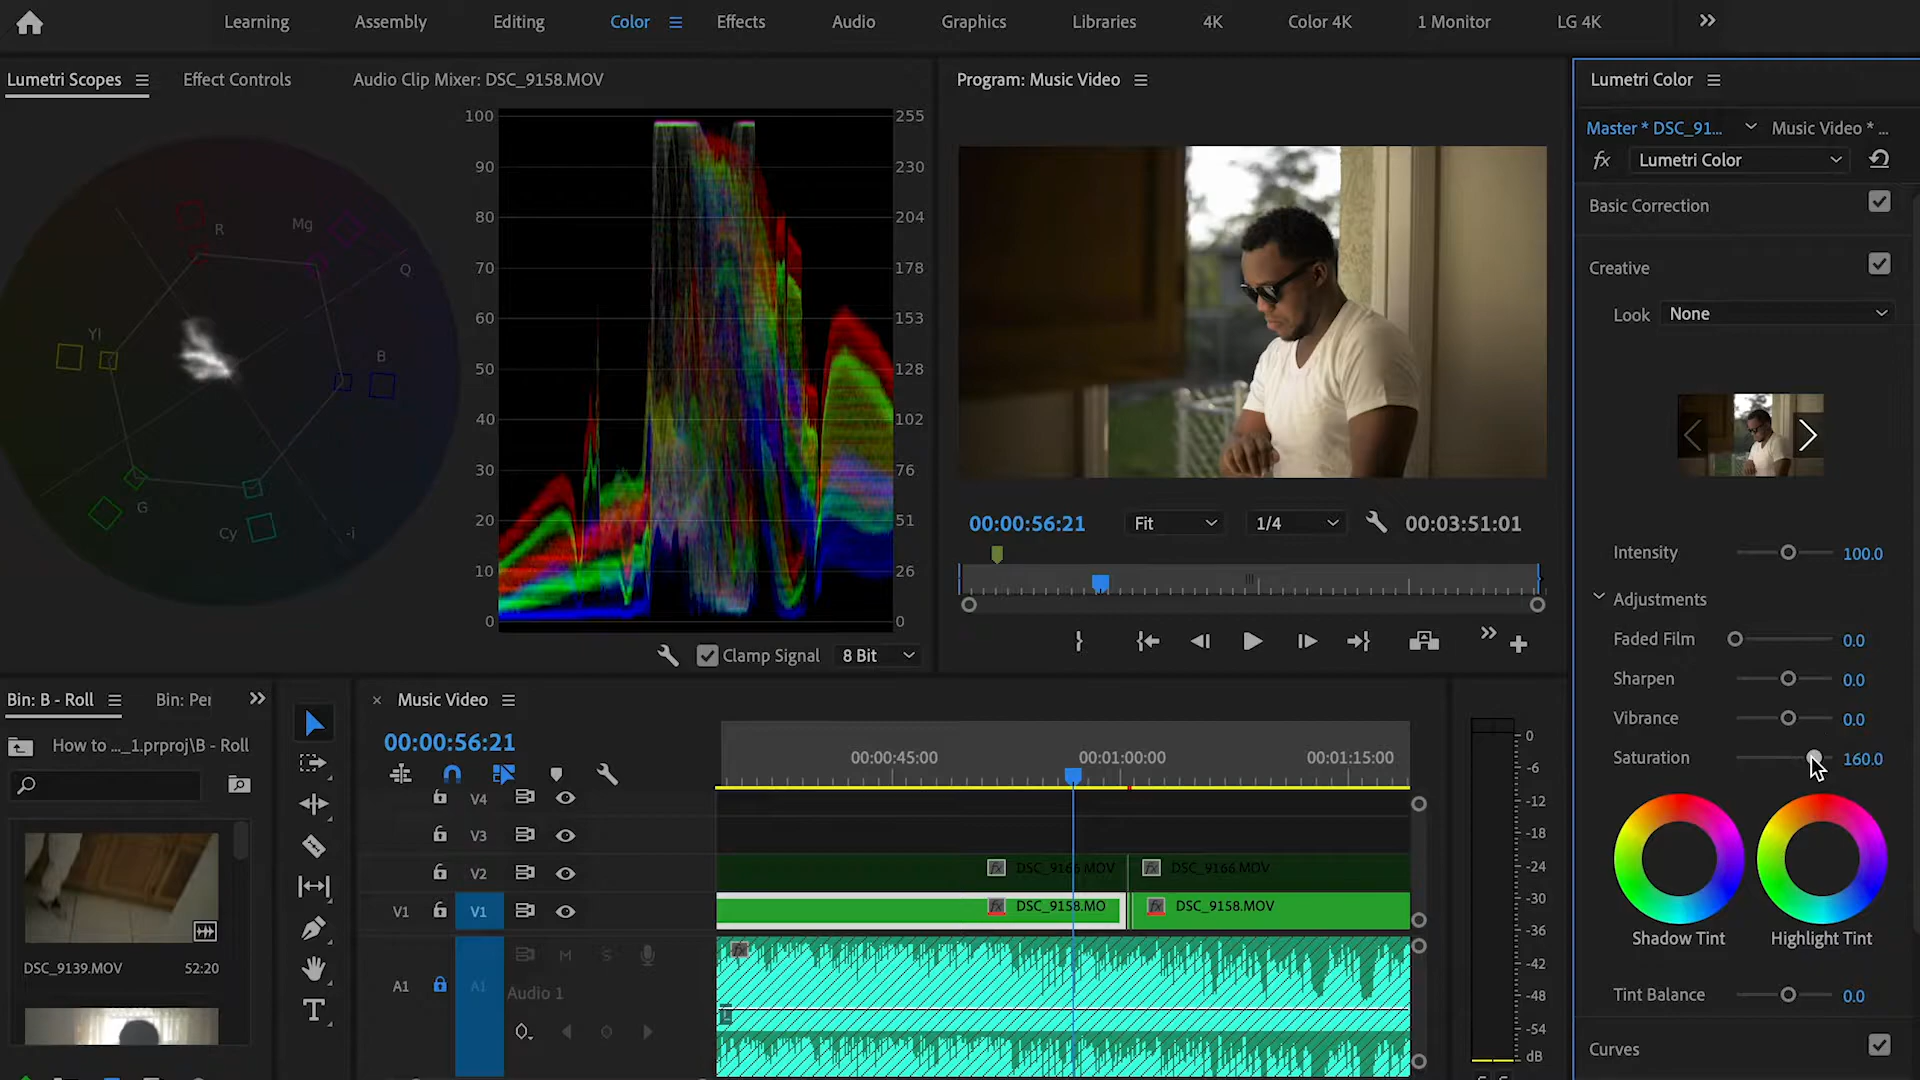 Learning Assembly Editing Color Effects Audio Graphics Libraries 4K Color 4K 1 Monitor LG 4K
Lumetri Scopes Effect Controls Audio Clip Mixer: DSC_9158.MOV
R Mg Q Yl B G Cy -i
100 255
90 230
80 204
70 178
60 153
50 128
40 102
30 76
20 51
10 26
0 0
Clamp Signal 8 Bit
Program: Music Video
00:00:56:21 Fit 1/4 00:03:51:01
Lumetri Color
Master * DSC_91... Music Video * ...
fx Lumetri Color
Basic Correction
Creative
Look None
Intensity 100.0
Adjustments
Faded Film 0.0
Sharpen 0.0
Vibrance 0.0
Saturation 160.0
Shadow Tint Highlight Tint
Tint Balance 0.0
Curves
Bin: B - Roll Bin: Per
How to ..._1.prproj\B - Roll
DSC_9139.MOV 52:20
Music Video
00:00:56:21
00:00:45:00 00:01:00:00 00:01:15:00
V4
V3
V2 fx DSC_9166.MOV fx DSC_9166.MOV
V1 V1 fx DSC_9158.MO fx DSC_9158.MOV
A1 A1 M S fx
Audio 1
L
0
-6
-12
-18
-24
-30
-36
-42
-48
-54
dB